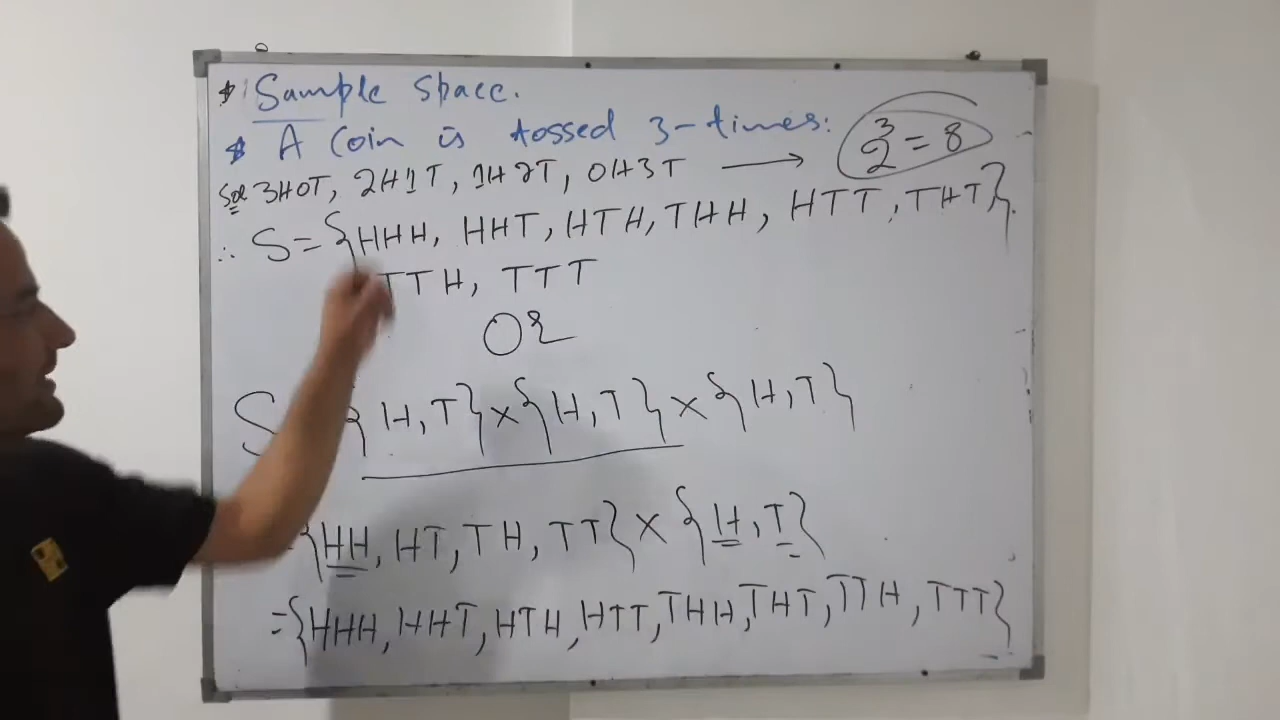 * Sample Space.
* A Coin is tossed 3-times:
Sol 3H0T, 2H1T, 1H2T, 0H3T ⟶ 2³ = 8
∴ S = {HHH, HHT, HTH, THH, HTT, THT}
TTH, TTT
Or
S {H,T} × {H,T} × {H,T}
= {HH, HT, TH, TT} × {H,T}
= {HHH, HHT, HTH, HTT, THH, THT, TTH, TTT}